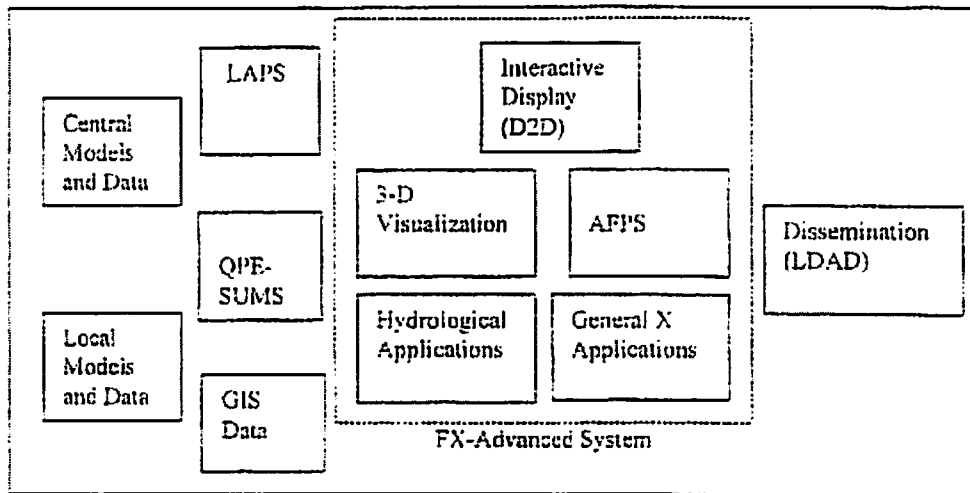 LAPS
Central
Models
and Data
QPE-
SUMS
Local
Models
and Data
GIS
Data
Interactive
Display
(D2D)
3-D
Visualization
AFPS
Hydrological
Applications
General X
Applications
FX-Advanced System
Dissemination
(LDAD)